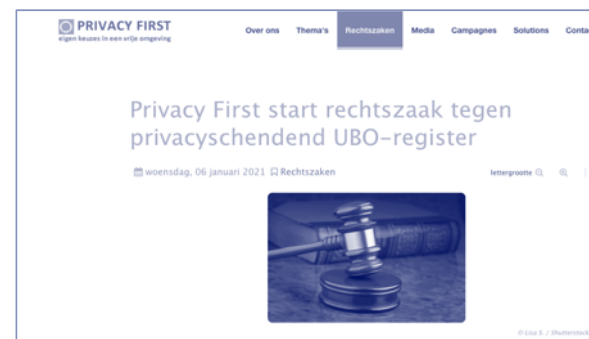 PRIVACY FIRST
eigen keuzes in een vrije omgeving
Over ons Thema's Rechtszaken Media Campagnes Solutions Conta
Privacy First start rechtszaak tegen
privacyschendend UBO-register
woensdag, 06 januari 2021 Rechtszaken
lettergrootte
© Lisa S. / Shutterstock